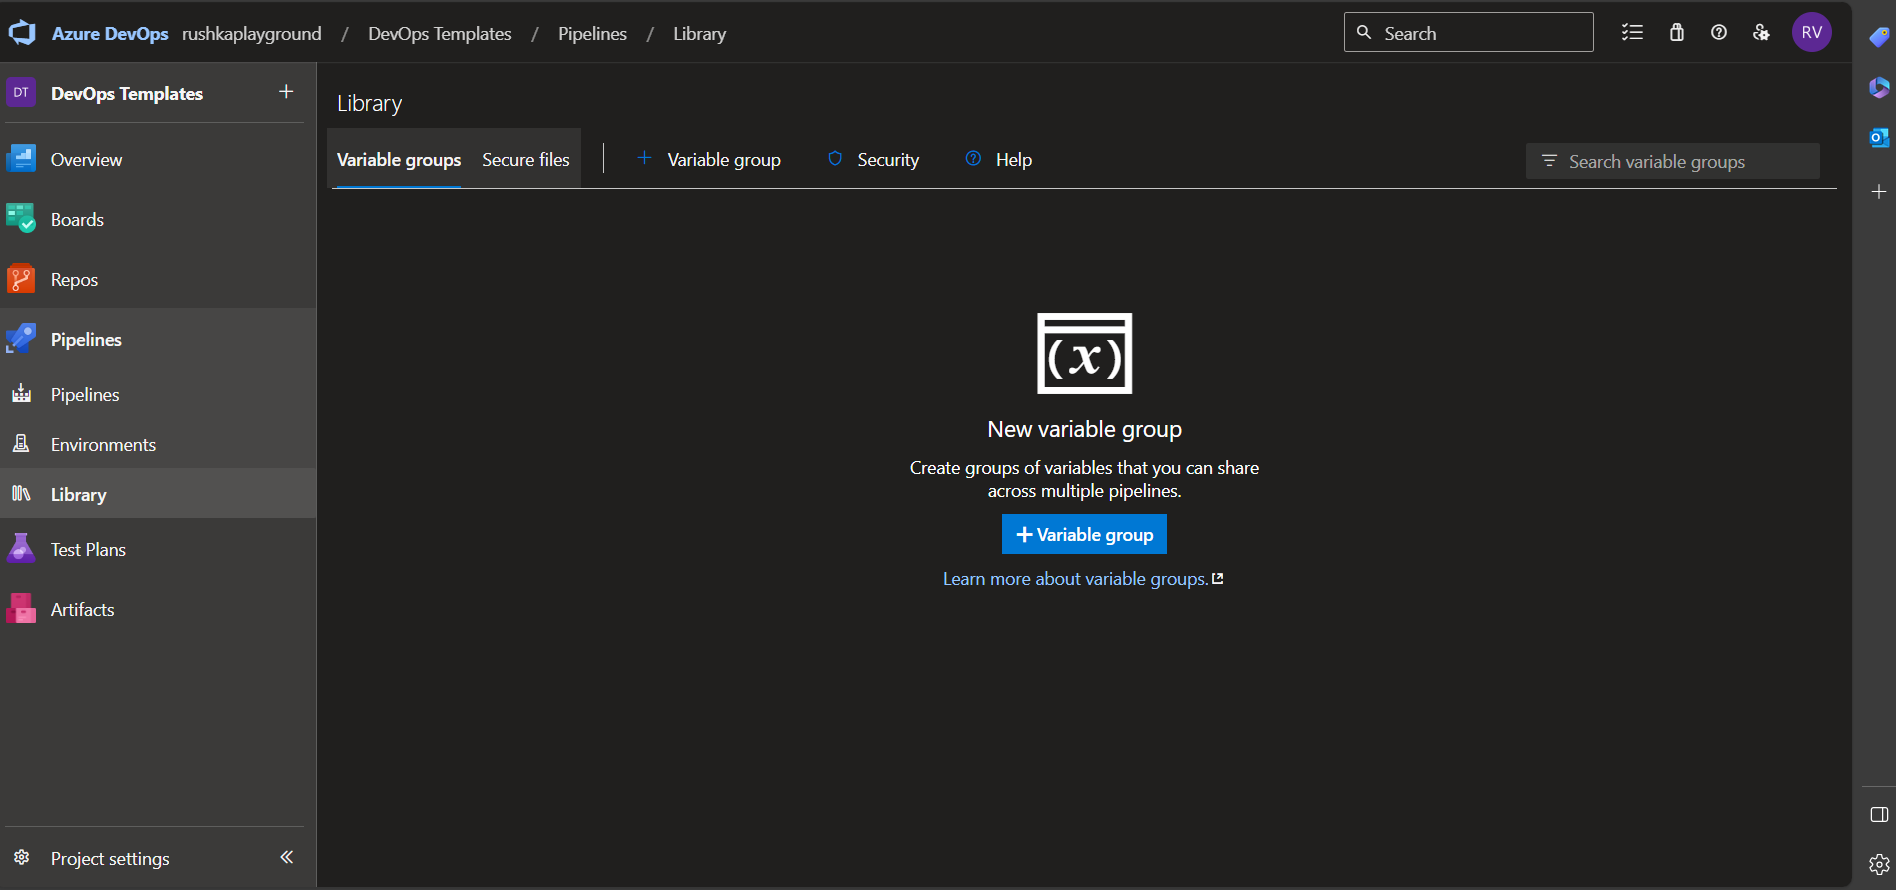 Azure DevOps rushkaplayground / DevOps Templates / Pipelines / Library
Search
RV
DT DevOps Templates
Overview
Boards
Repos
Pipelines
Pipelines
Environments
Library
Test Plans
Artifacts
Project settings
Library
Variable groups Secure files Variable group Security Help
Search variable groups
(x)
New variable group
Create groups of variables that you can share
across multiple pipelines.
+ Variable group
Learn more about variable groups.